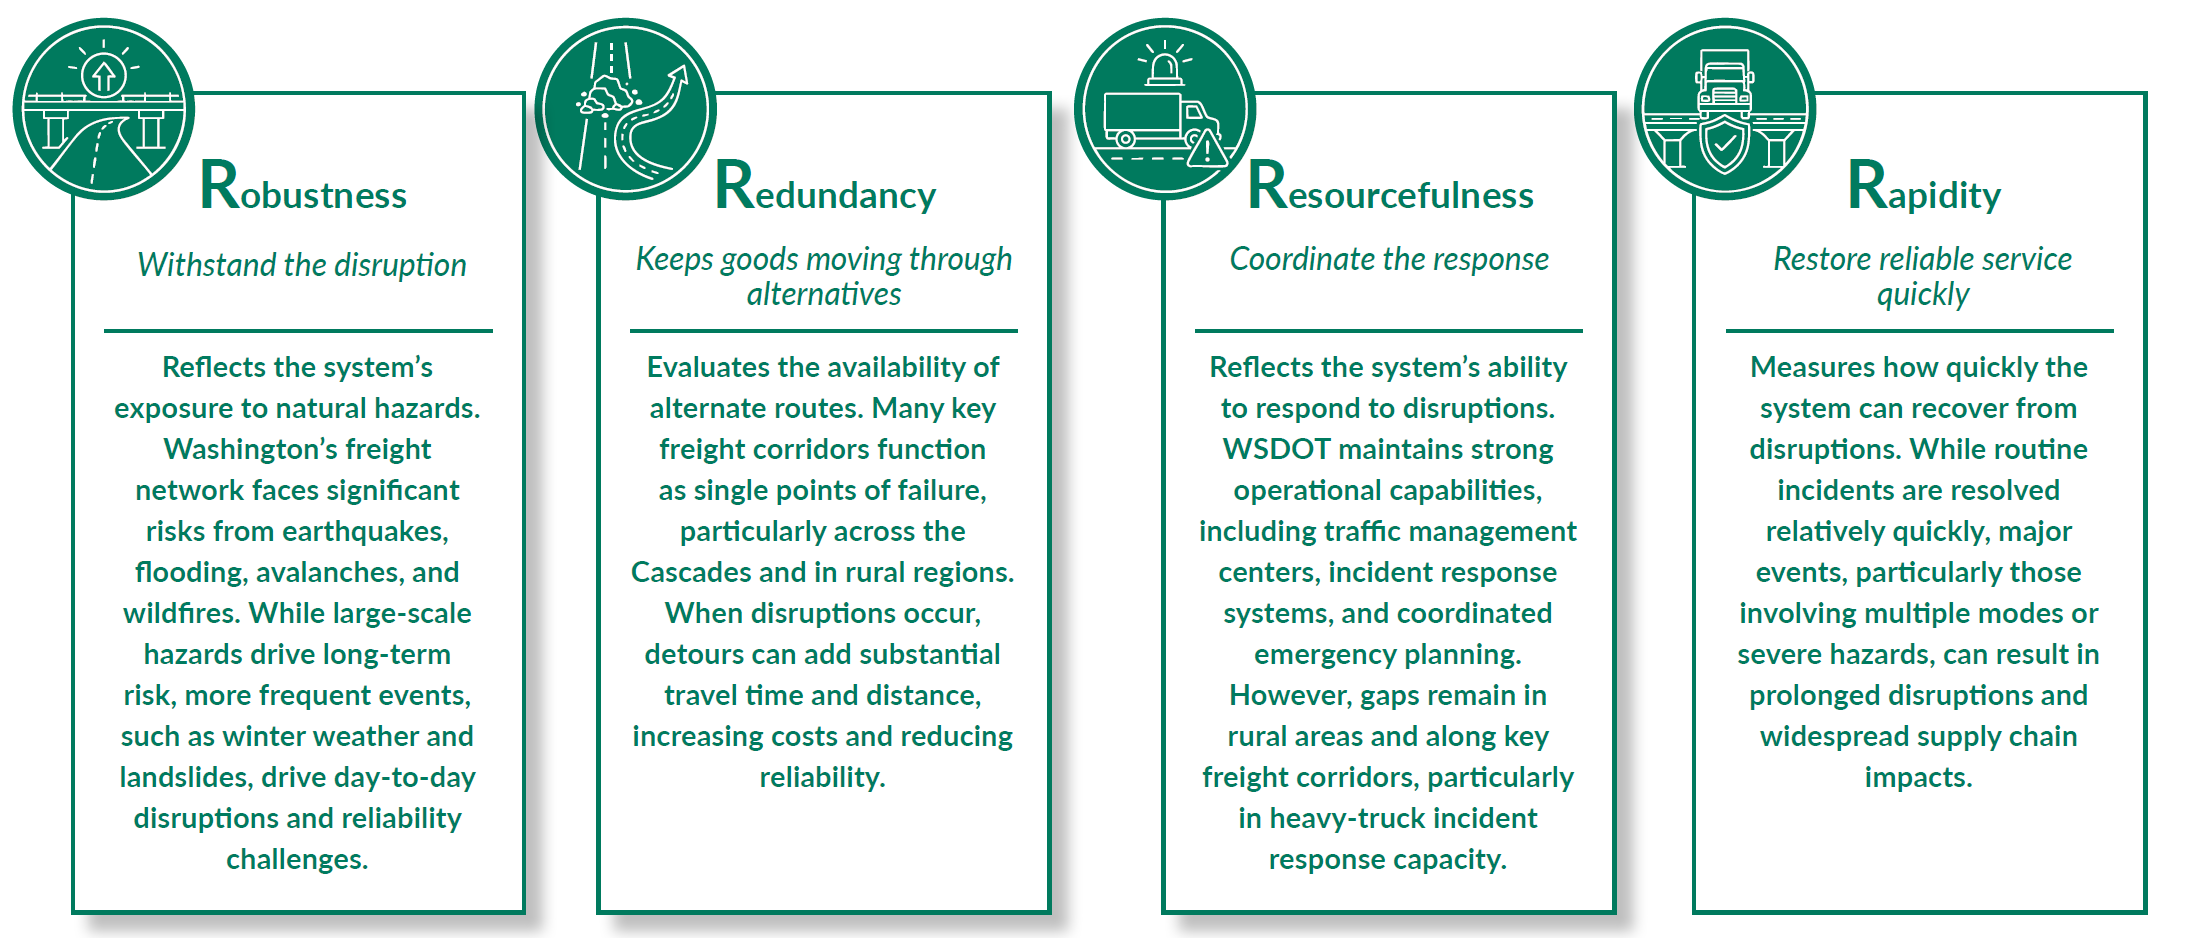 Robustness
Withstand the disruption
Reflects the system’s
exposure to natural hazards.
Washington’s freight
network faces significant
risks from earthquakes,
flooding, avalanches, and
wildfires. While large-scale
hazards drive long-term
risk, more frequent events,
such as winter weather and
landslides, drive day-to-day
disruptions and reliability
challenges.
Redundancy
Keeps goods moving through
alternatives
Evaluates the availability of
alternate routes. Many key
freight corridors function
as single points of failure,
particularly across the
Cascades and in rural regions.
When disruptions occur,
detours can add substantial
travel time and distance,
increasing costs and reducing
reliability.
Resourcefulness
Coordinate the response
Reflects the system’s ability
to respond to disruptions.
WSDOT maintains strong
operational capabilities,
including traffic management
centers, incident response
systems, and coordinated
emergency planning.
However, gaps remain in
rural areas and along key
freight corridors, particularly
in heavy-truck incident
response capacity.
Rapidity
Restore reliable service
quickly
Measures how quickly the
system can recover from
disruptions. While routine
incidents are resolved
relatively quickly, major
events, particularly those
involving multiple modes or
severe hazards, can result in
prolonged disruptions and
widespread supply chain
impacts.